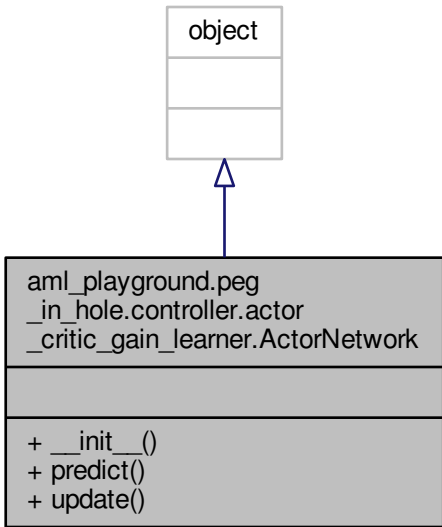 object
aml_playground.peg
_in_hole.controller.actor
_critic_gain_learner.ActorNetwork
+ __init__()
+ predict()
+ update()